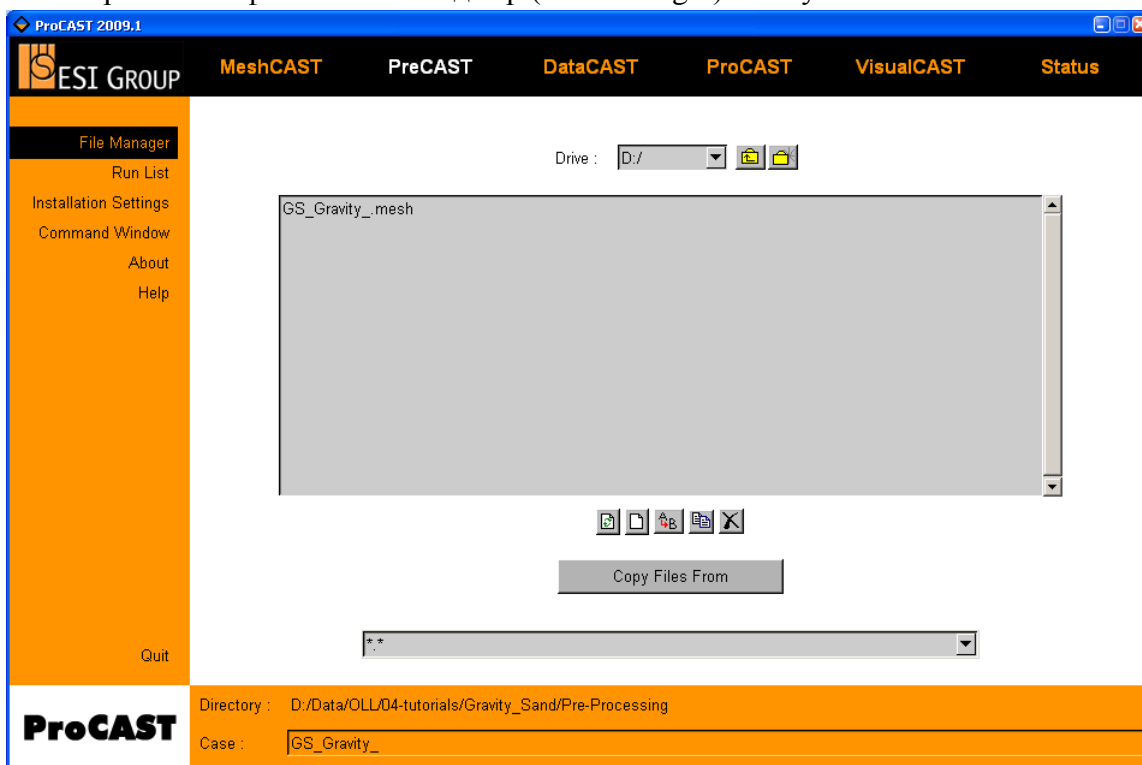 ProCAST 2009.1
ESI GROUP
MeshCAST PreCAST DataCAST ProCAST VisualCAST Status
File Manager
Run List
Installation Settings
Command Window
About
Help
Quit
Drive : D:/
GS_Gravity_.mesh
Copy Files From
*.*
ProCAST
Directory : D:/Data/OLL/04-tutorials/Gravity_Sand/Pre-Processing
Case : GS_Gravity_